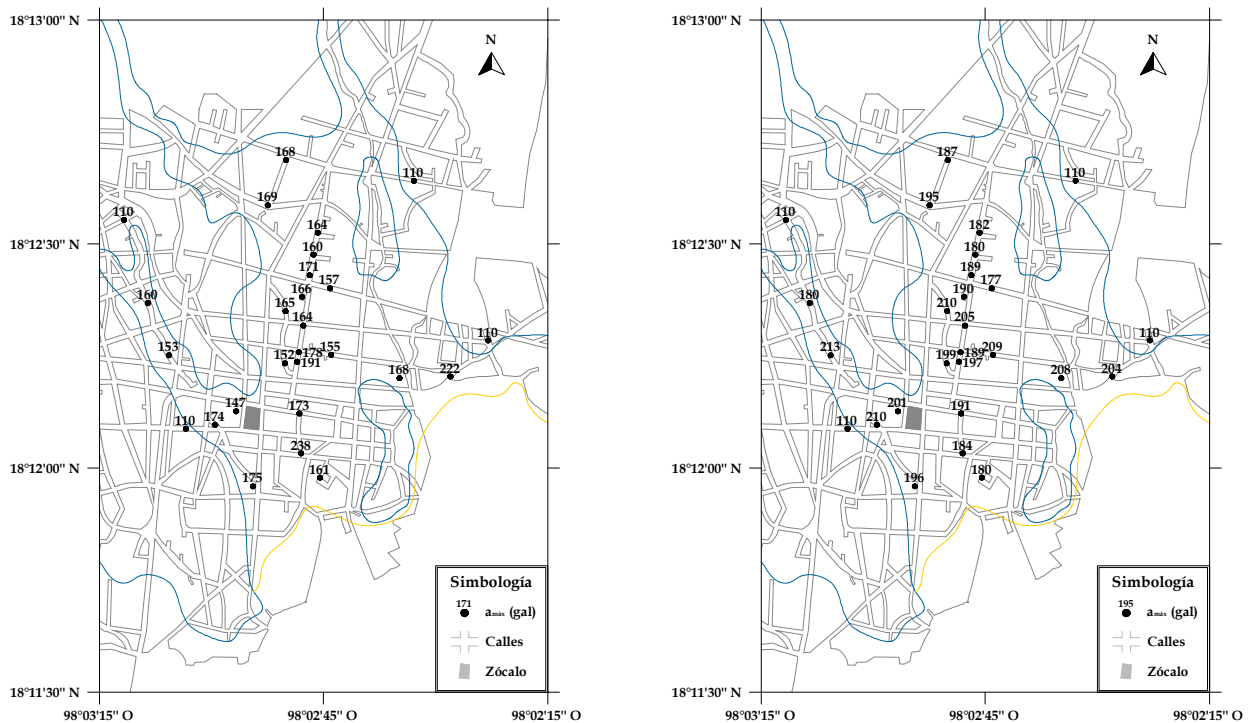 18°13'00" N
N
168
110
169
110
164
18°12'30" N
160
171
157
166
160
165
164
110
153
152
178
155
191
168
222
147
174
110
173
238
18°12'00" N
175
161
Simbología
171
amáx (gal)
Calles
Zócalo
18°11'30" N
98°03'15" O
98°02'45" O
98°02'15" O
18°13'00" N
N
187
110
195
110
182
18°12'30" N
180
189
177
190
180
210
205
110
213
199
189
209
197
208
204
201
210
110
191
184
18°12'00" N
196
180
Simbología
195
amáx (gal)
Calles
Zócalo
18°11'30" N
98°03'15" O
98°02'45" O
98°02'15" O